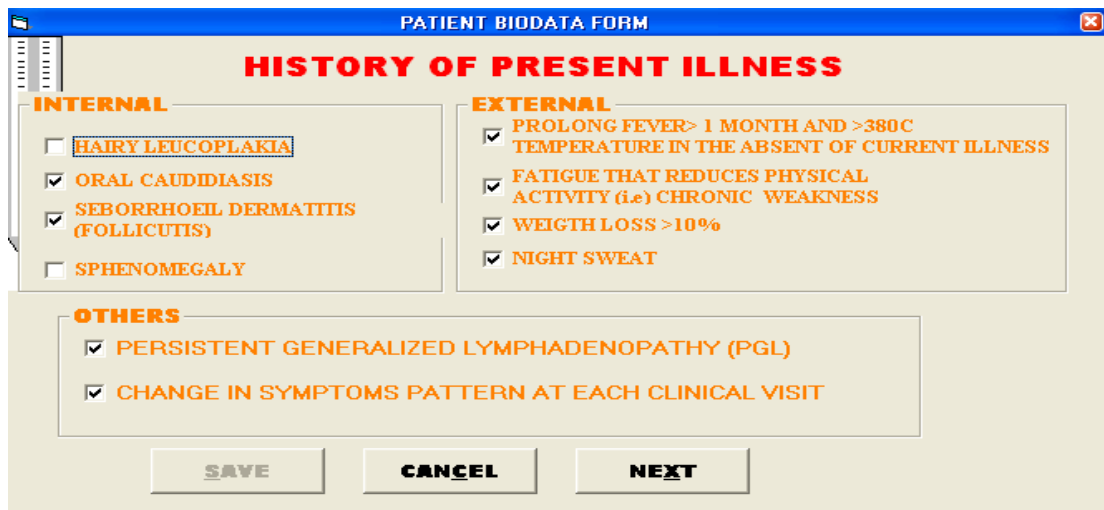 PATIENT BIODATA FORM
HISTORY OF PRESENT ILLNESS
INTERNAL
HAIRY LEUCOPLAKIA
ORAL CAUDIDIASIS
SEBORRHOEIL DERMATITIS
(FOLLICUTIS)
SPHENOMEGALY
EXTERNAL
PROLONG FEVER> 1 MONTH AND >380C
TEMPERATURE IN THE ABSENT OF CURRENT ILLNESS
FATIGUE THAT REDUCES PHYSICAL
ACTIVITY (i.e) CHRONIC WEAKNESS
WEIGTH LOSS >10%
NIGHT SWEAT
OTHERS
PERSISTENT GENERALIZED LYMPHADENOPATHY (PGL)
CHANGE IN SYMPTOMS PATTERN AT EACH CLINICAL VISIT
SAVE
CANCEL
NEXT